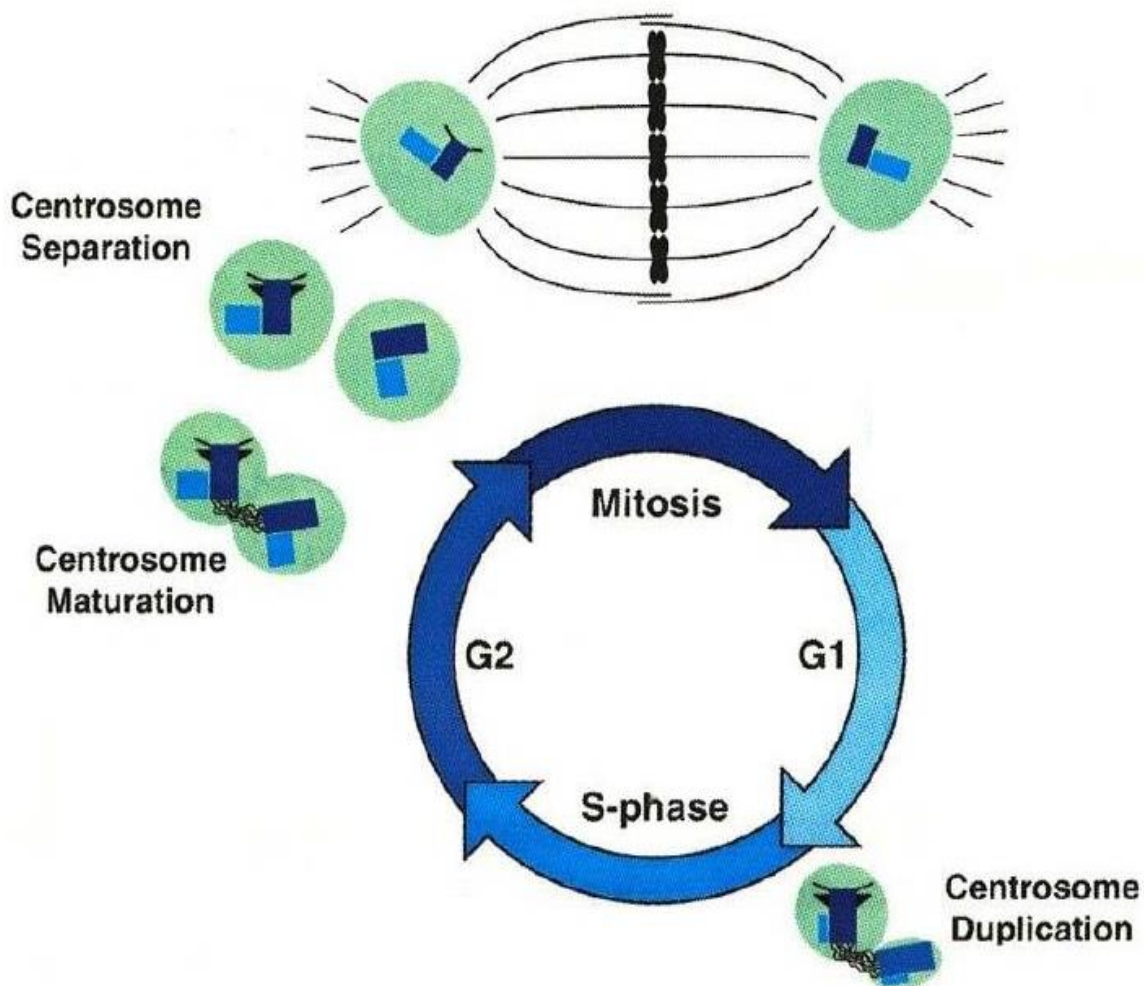 Centrosome
Separation
Centrosome
Maturation
Mitosis
G2
G1
S-phase
Centrosome
Duplication